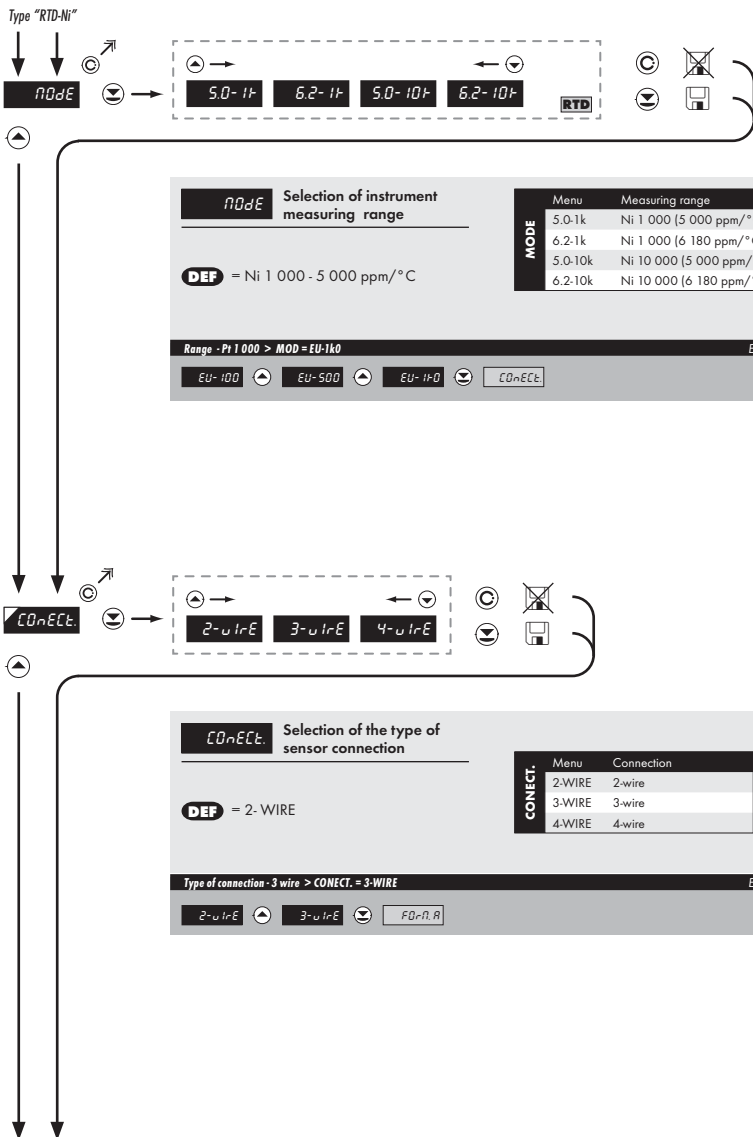 Type "RTD-Ni"
MODE
5.0-1k 6.2-1k 5.0-10k 6.2-10k
RTD
MODE Selection of instrument
measuring range
DEF = Ni 1 000 - 5 000 ppm/°C
MODE
Menu Measuring range
5.0-1k Ni 1 000 (5 000 ppm/°
6.2-1k Ni 1 000 (6 180 ppm/°
5.0-10k Ni 10 000 (5 000 ppm/
6.2-10k Ni 10 000 (6 180 ppm/
Range - Pt 1 000 > MOD = EU-1k0
EU-100 EU-500 EU-1k0 COnECt.
COnECt.
2-wIrE 3-wIrE 4-wIrE
COnECt. Selection of the type of
sensor connection
DEF = 2- WIRE
CONECT.
Menu Connection
2-WIRE 2-wire
3-WIRE 3-wire
4-WIRE 4-wire
Type of connection - 3 wire > CONECT. = 3-WIRE
2-wIrE 3-wIrE FOrM. A